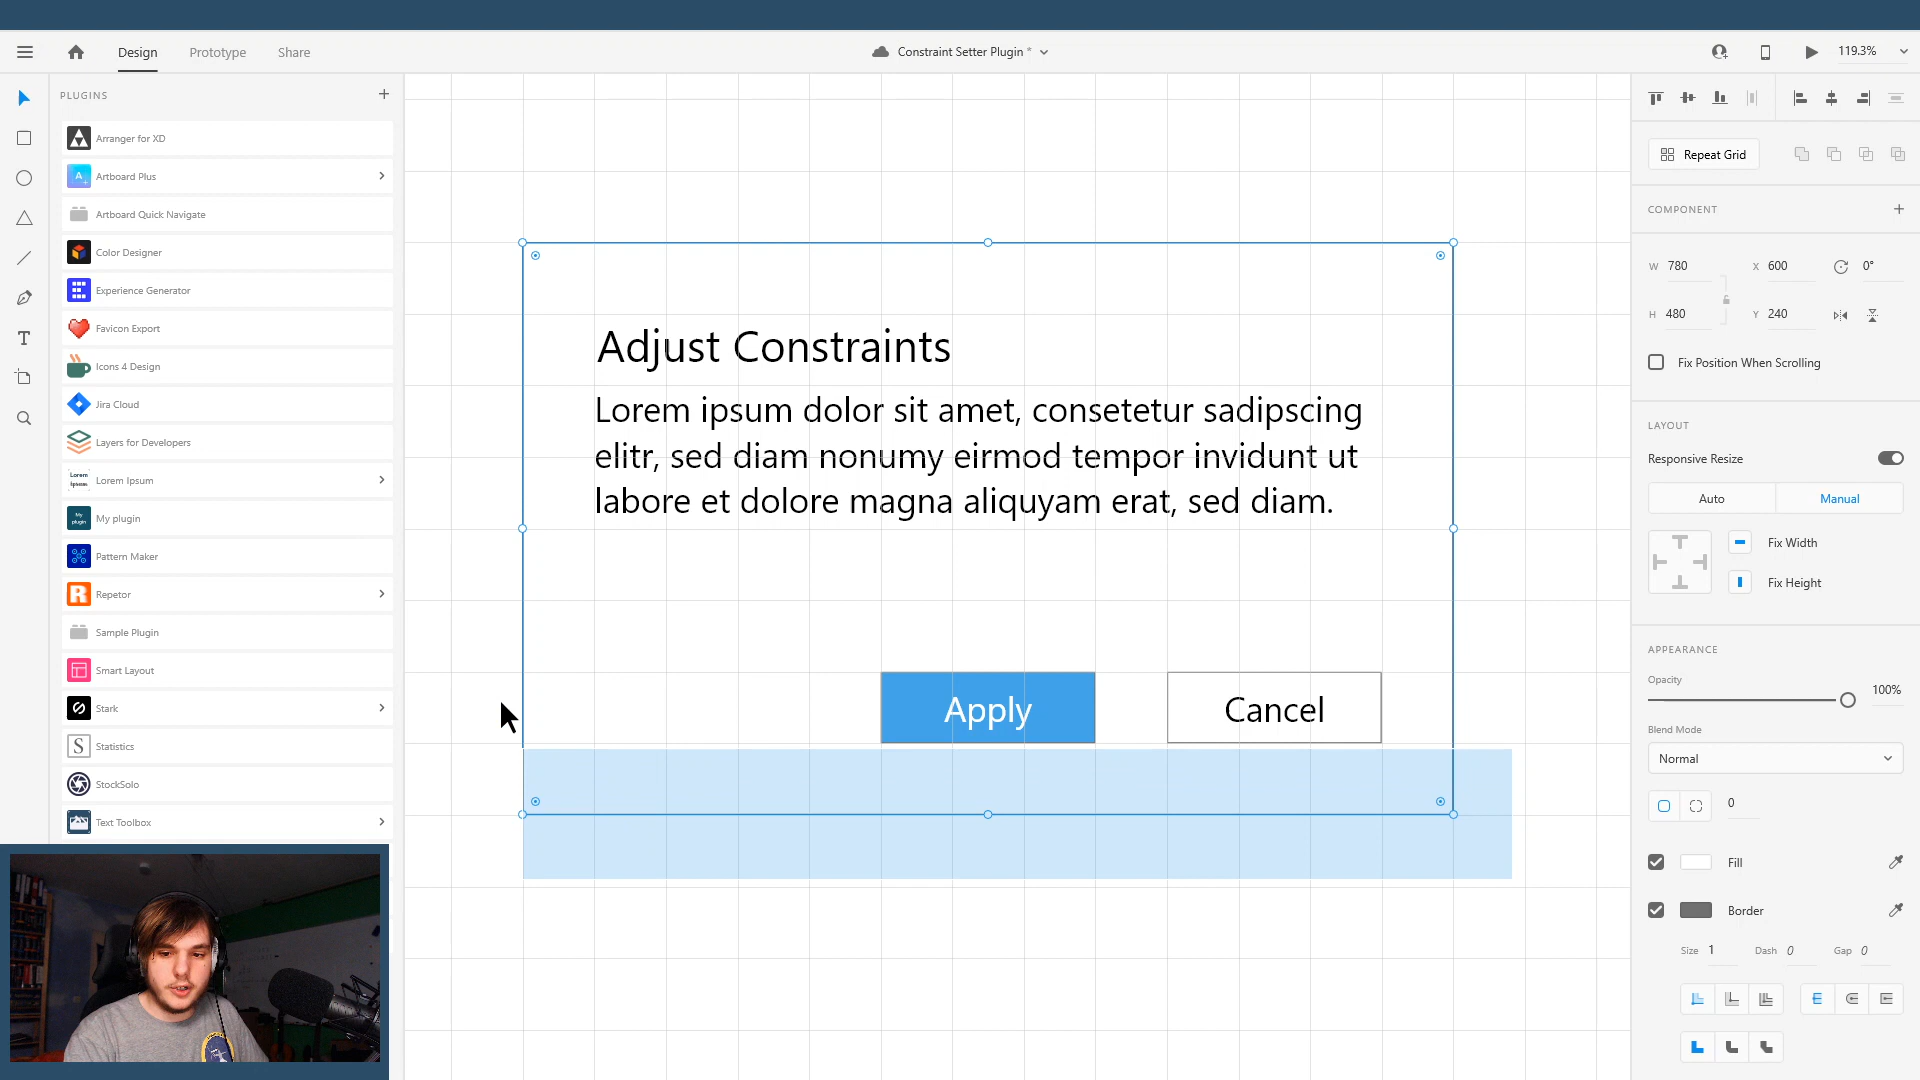 Design
Prototype
Share
Constraint Setter Plugin *
119.3%
PLUGINS
Arranger for XD
Artboard Plus
Artboard Quick Navigate
Color Designer
Experience Generator
Favicon Export
Icons 4 Design
Jira Cloud
Layers for Developers
Lorem Ipsum
My plugin
Pattern Maker
Repetor
Sample Plugin
Smart Layout
Stark
Statistics
StockSolo
Text Toolbox
Adjust Constraints
Lorem ipsum dolor sit amet, consetetur sadipscing
elitr, sed diam nonumy eirmod tempor invidunt ut
labore et dolore magna aliquyam erat, sed diam.
Apply
Cancel
Repeat Grid
COMPONENT
W 780
X 600
0°
H 480
Y 240
Fix Position When Scrolling
LAYOUT
Responsive Resize
Auto
Manual
Fix Width
Fix Height
APPEARANCE
Opacity
100%
Blend Mode
Normal
0
Fill
Border
Size 1
Dash 0
Gap 0